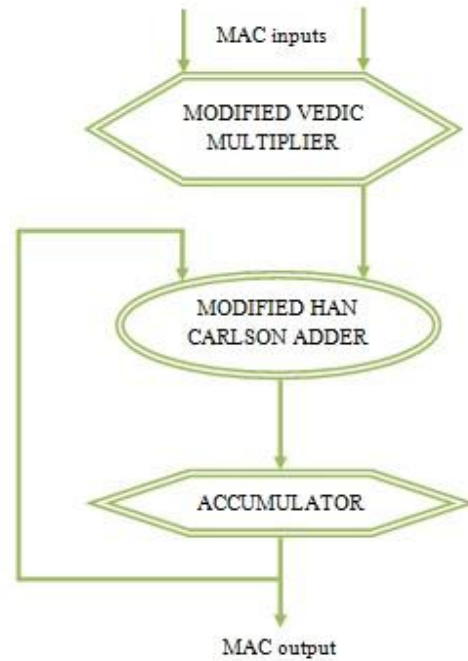 MAC inputs
MODIFIED VEDIC
MULTIPLIER
MODIFIED HAN
CARLSON ADDER
ACCUMULATOR
MAC output